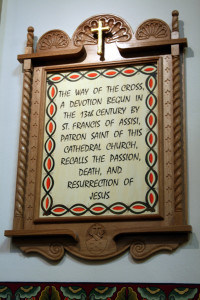 THE WAY OF THE CROSS,
A DEVOTION BEGUN IN
THE 13TH CENTURY BY
ST. FRANCIS OF ASSISI,
PATRON SAINT OF THIS
CATHEDRAL CHURCH,
RECALLS THE PASSION,
DEATH, AND
RESURRECTION OF
JESUS